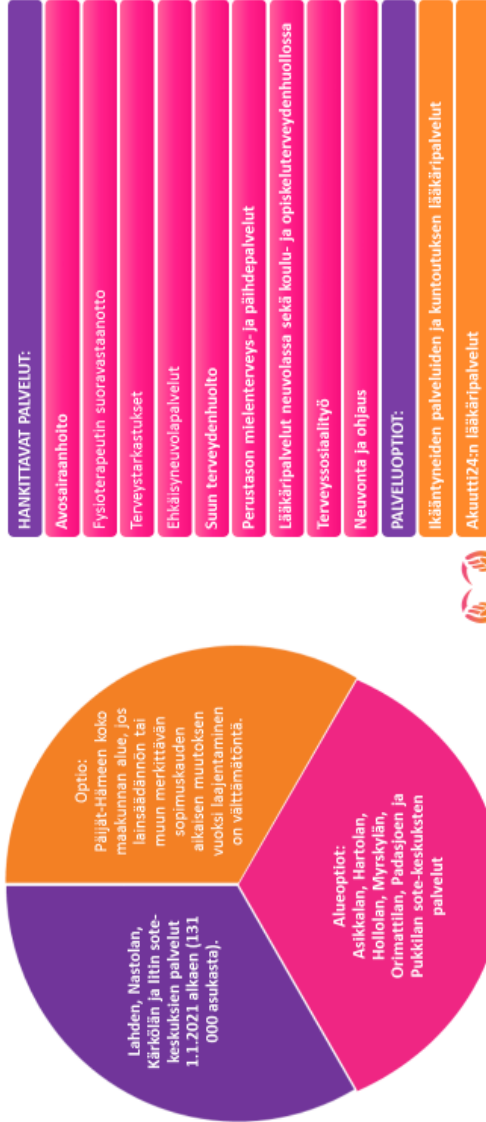 Lahden, Nastolan,
Kärkölän ja Iitin sote-
keskuksien palvelut
1.1.2021 alkaen (131
000 asukasta).
Optio:
Päijät-Hämeen koko
maakunnan alue, jos
lainsäädännön tai
muun merkittävän
sopimuskauden
aikaisen muutoksen
vuoksi laajentaminen
on välttämätöntä.
Alueoptiot:
Asikkalan, Hartolan,
Hollolan, Myrskylän,
Orimattilan, Padasjoen ja
Pukkilan sote-keskuksten
palvelut
HANKITTAVAT PALVELUT:
Avosairaanhoito
Fysioterapeutin suoravastaanotto
Terveystarkastukset
Ehkäisyneuvolapalvelut
Suun terveydenhuolto
Perustason mielenterveys- ja päihdepalvelut
Lääkäripalvelut neuvolassa sekä koulu- ja opiskeluterveydenhuollossa
Terveyssosiaalityö
Neuvonta ja ohjaus
PALVELUOPTIOT:
Ikääntyneiden palveluiden ja kuntoutuksen lääkäripalvelut
Akuutti24:n lääkäripalvelut